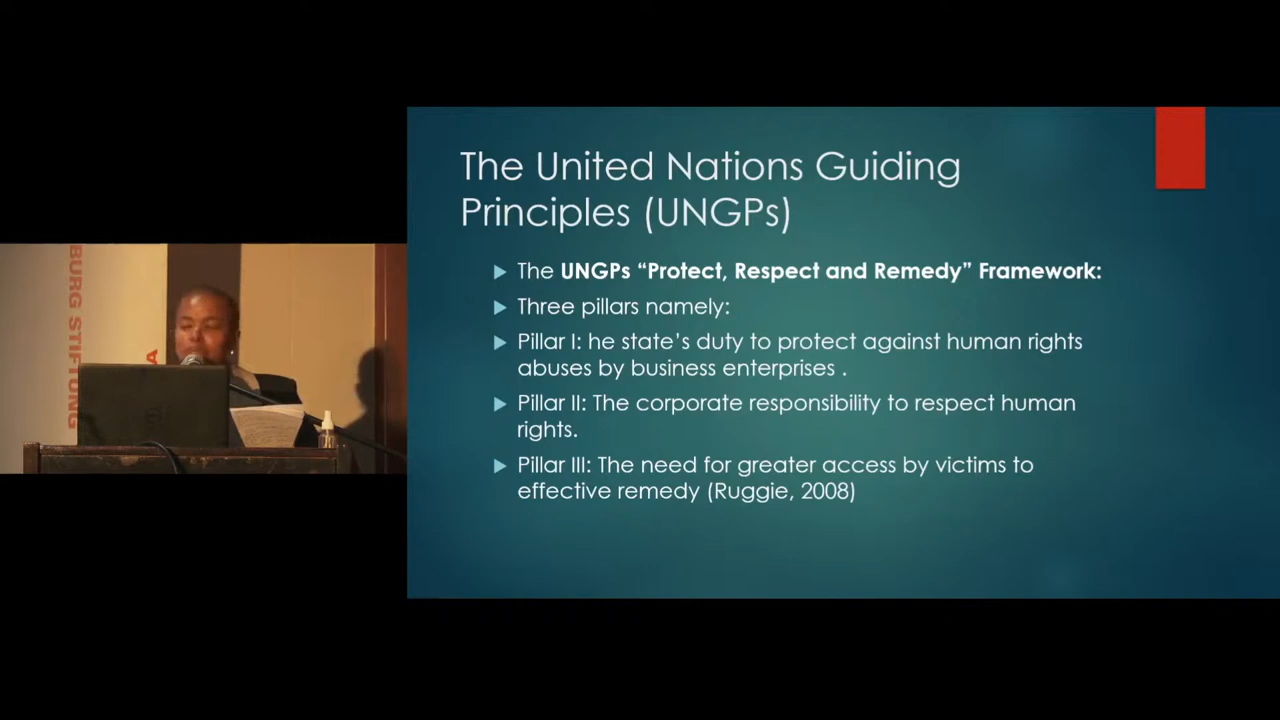 The United Nations Guiding
Principles (UNGPs)
The UNGPs “Protect, Respect and Remedy” Framework:
Three pillars namely:
Pillar I: he state’s duty to protect against human rights
abuses by business enterprises .
Pillar II: The corporate responsibility to respect human
rights.
Pillar III: The need for greater access by victims to
effective remedy (Ruggie, 2008)
BURG STIFTUNG
A